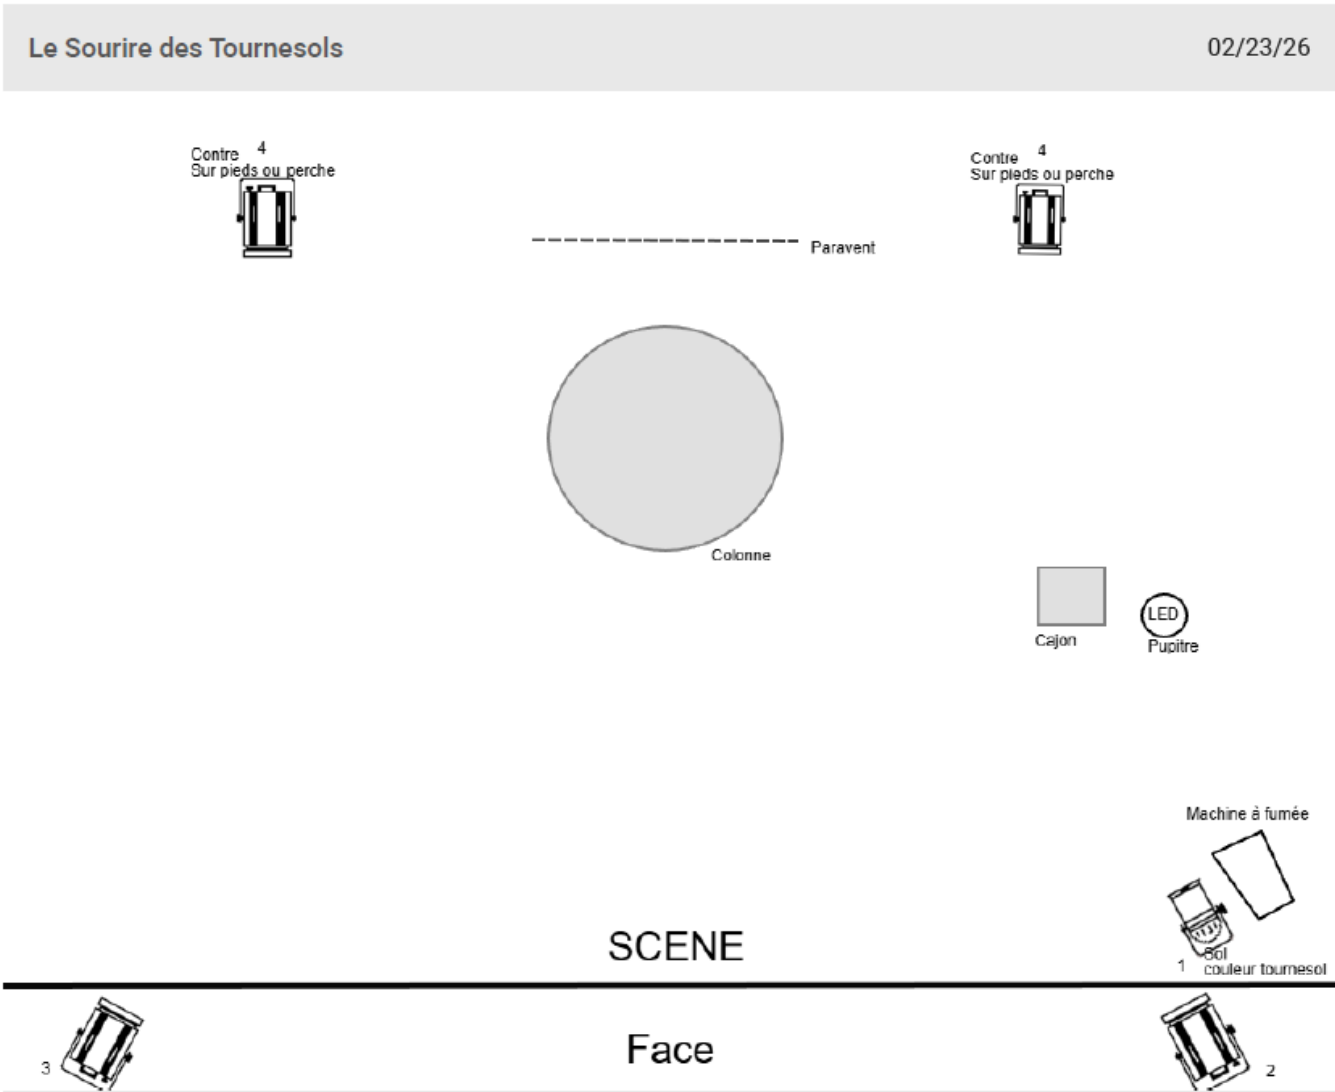 Le Sourire des Tournesols
02/23/26
Contre 4
Sur pieds ou perche
Contre 4
Sur pieds ou perche
Paravent
Colonne
LED
Cajon
Pupitre
Machine à fumée
SCENE
Sol
1 couleur tournesol
Face
3
2